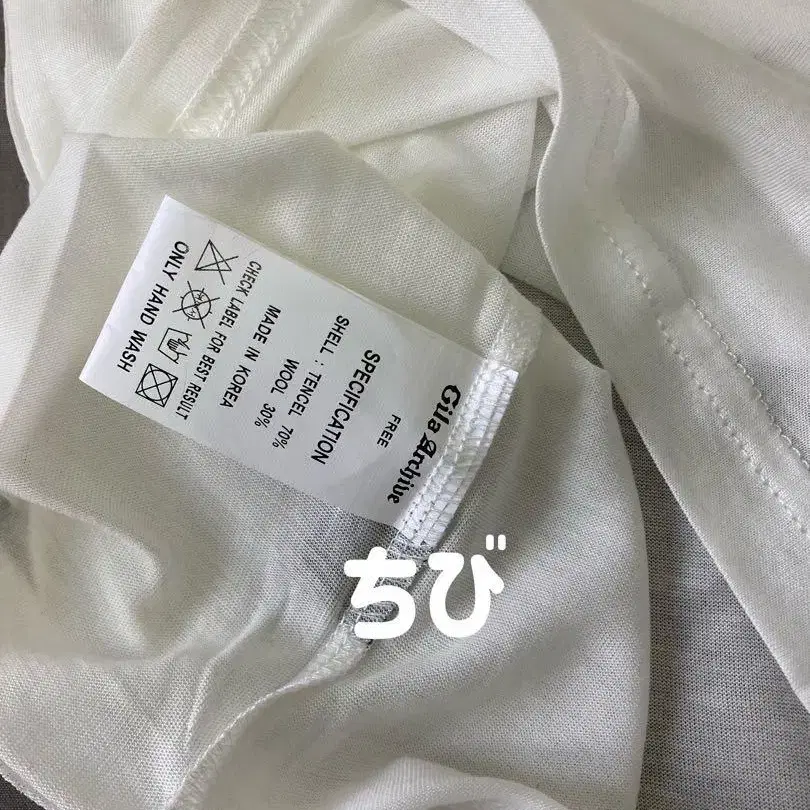 Gila Archive
FREE
SPECIFICATION
SHELL : TENCEL 70%
WOOL 30%
MADE IN KOREA
CHECK LABEL FOR BEST RESULT
ONLY HAND WASH
ちび